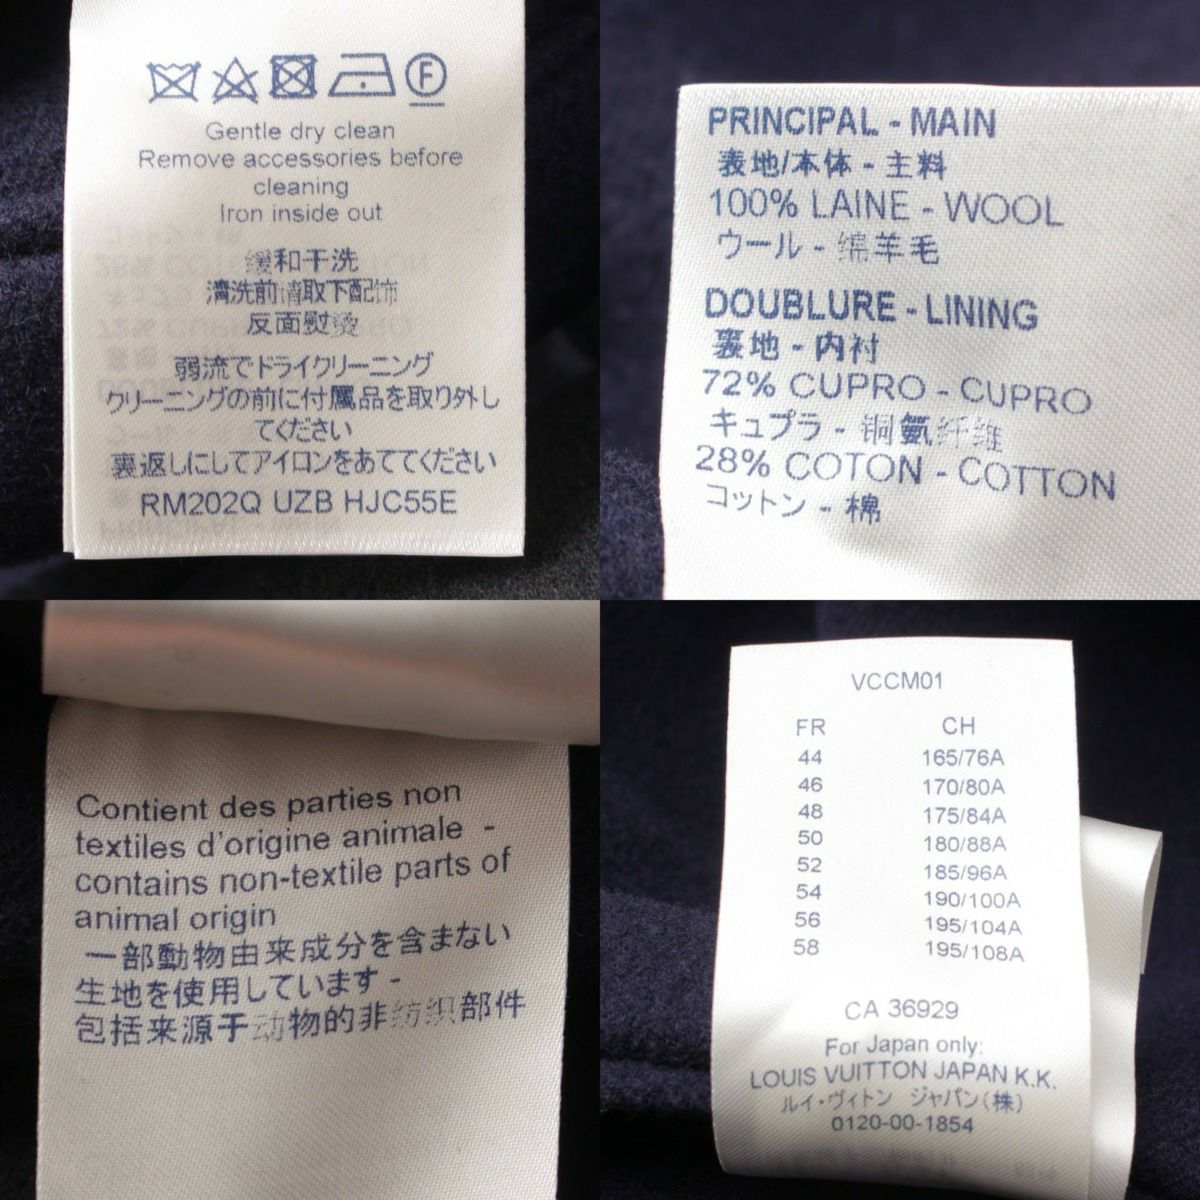 F
Gentle dry clean
Remove accessories before
cleaning
Iron inside out
缓和干洗
清洗前请取下配饰
反面熨烫
弱流でドライクリーニング
クリーニングの前に付属品を取り外し
てください
裏返しにしてアイロンをあててください
RM202Q UZB HJC55E
PRINCIPAL - MAIN
表地/本体 - 主料
100% LAINE - WOOL
ウール - 绵羊毛
DOUBLURE - LINING
裏地 - 内衬
72% CUPRO - CUPRO
キュプラ - 铜氨纤维
28% COTON - COTTON
コットン - 棉
Contient des parties non
textiles d'origine animale -
contains non-textile parts of
animal origin
一部動物由来成分を含まない
生地を使用しています -
包括来源于动物的非纺织部件
VCCM01
FR CH
44 165/76A
46 170/80A
48 175/84A
50 180/88A
52 185/96A
54 190/100A
56 195/104A
58 195/108A
CA 36929
For Japan only:
LOUIS VUITTON JAPAN K.K.
ルイ・ヴィトン ジャパン(株)
0120-00-1854